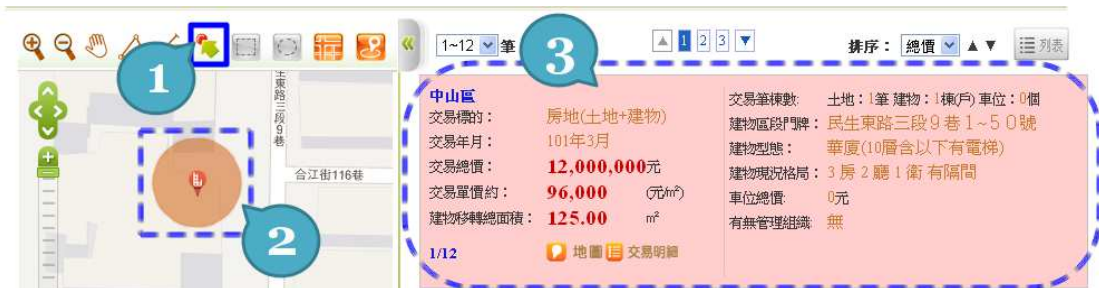 1~12 筆
1 2 3
排序： 總價
列表
1
2
3
生東路三段9巷
合江街116巷
中山區
交易標的： 房地(土地+建物)
交易年月： 101年3月
交易總價： 12,000,000元
交易單價約： 96,000 (元/m²)
建物移轉總面積： 125.00 m²
1/12 地圖 交易明細
交易筆棟數: 土地：1筆 建物：1棟(戶) 車位：0個
建物區段門牌： 民生東路三段９巷１~５０號
建物型態： 華廈(10層含以下有電梯)
建物現況格局： 3 房 2 廳 1 衛 有隔間
車位總價: 0元
有無管理組織: 無